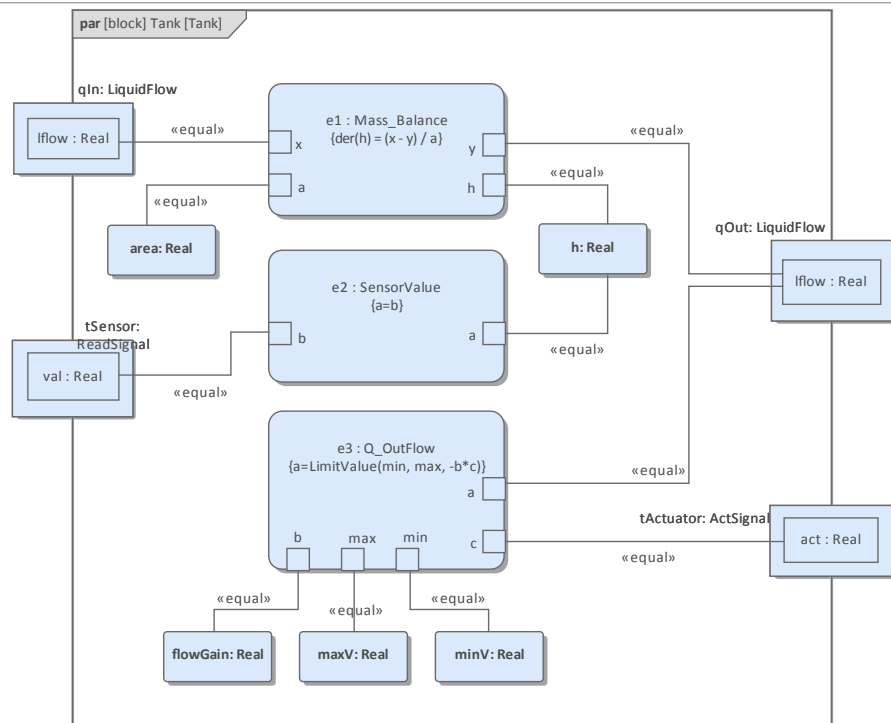 par [block] Tank [Tank]
qIn: LiquidFlow
lflow : Real
«equal»
e1 : Mass_Balance
{der(h) = (x - y) / a}
x
y
a
h
«equal»
«equal»
«equal»
area: Real
h: Real
qOut: LiquidFlow
lflow : Real
e2 : SensorValue
{a=b}
b
a
tSensor:
ReadSignal
val : Real
«equal»
«equal»
e3 : Q_OutFlow
{a=LimitValue(min, max, -b*c)}
a
«equal»
b
max
min
c
tActuator: ActSignal
act : Real
«equal»
«equal»
«equal»
«equal»
flowGain: Real
maxV: Real
minV: Real